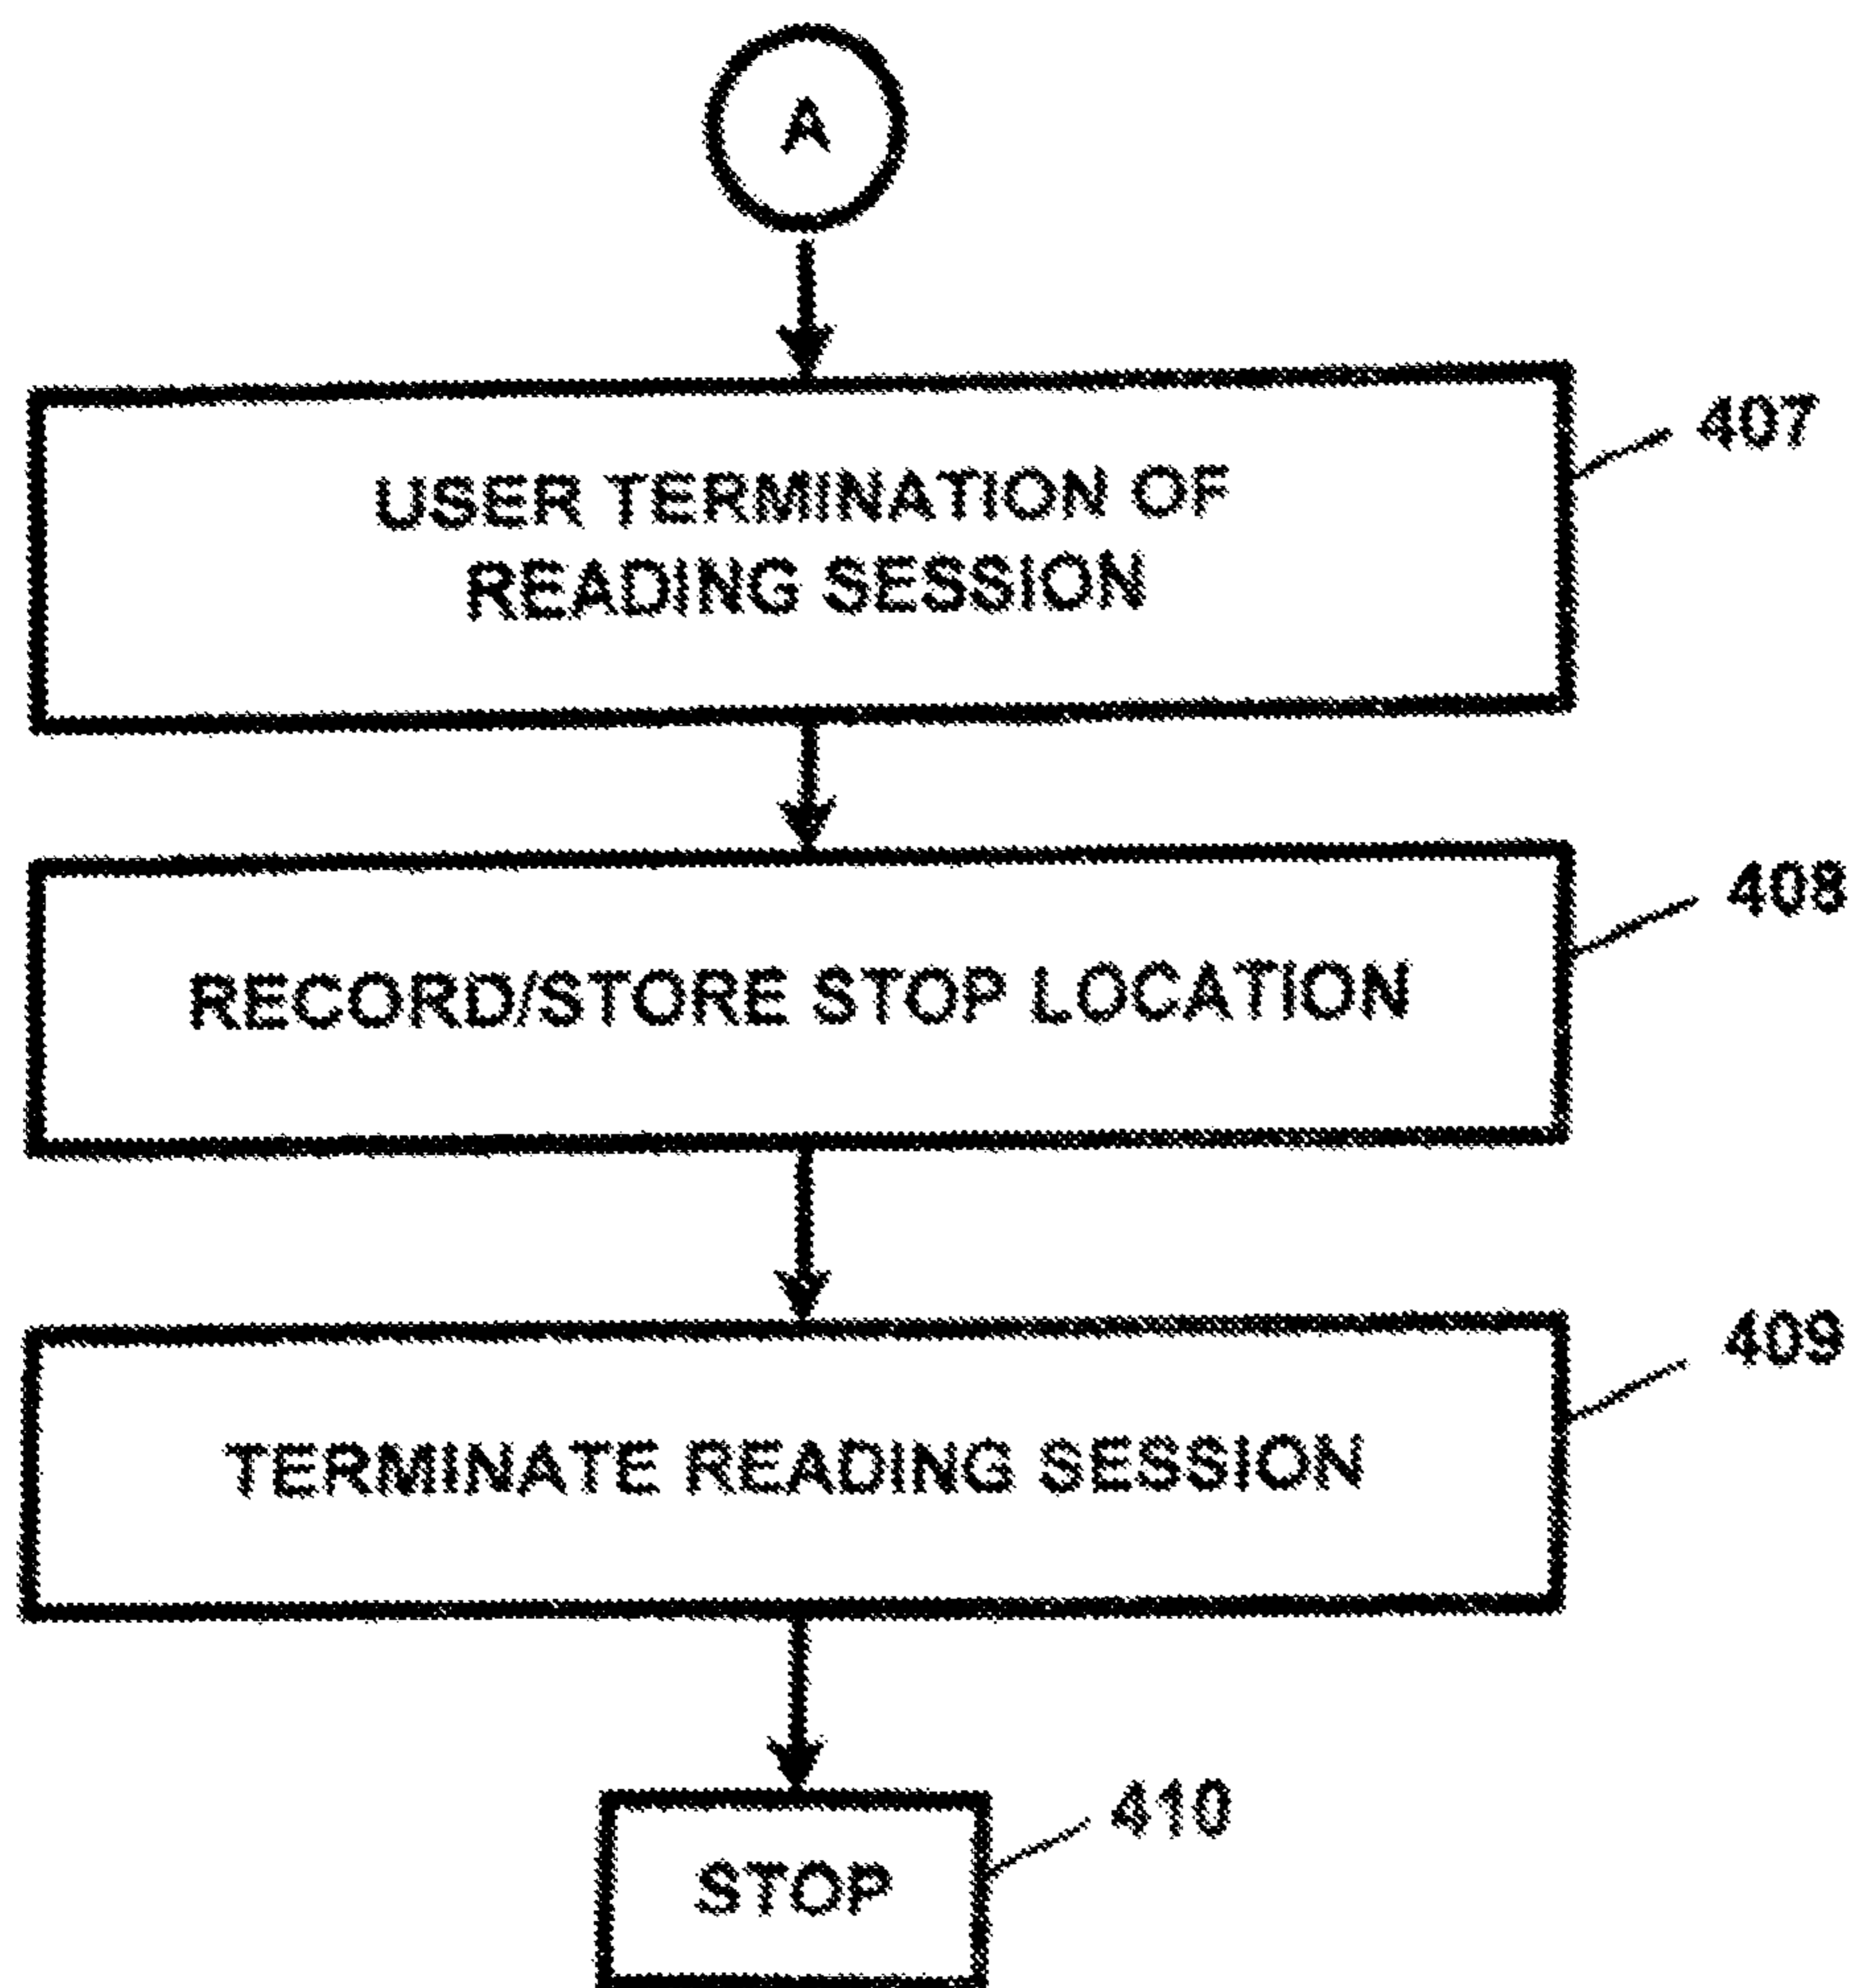 A
407
USER TERMINATION OF
READING SESSION
408
RECORD/STORE STOP LOCATION
409
TERMINATE READING SESSION
410
STOP